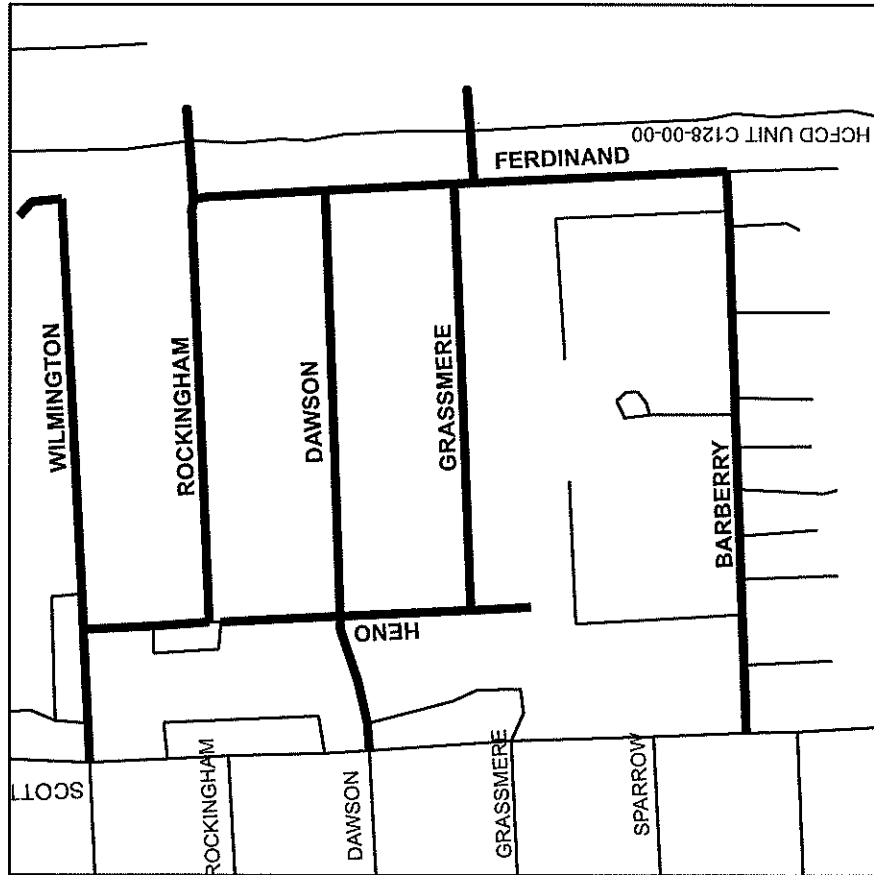 HCFCD UNIT C128-00-00
FERDINAND
WILMINGTON
ROCKINGHAM
DAWSON
GRASSMERE
BARBERRY
HENO
SCOTT
ROCKINGHAM
DAWSON
GRASSMERE
SPARROW